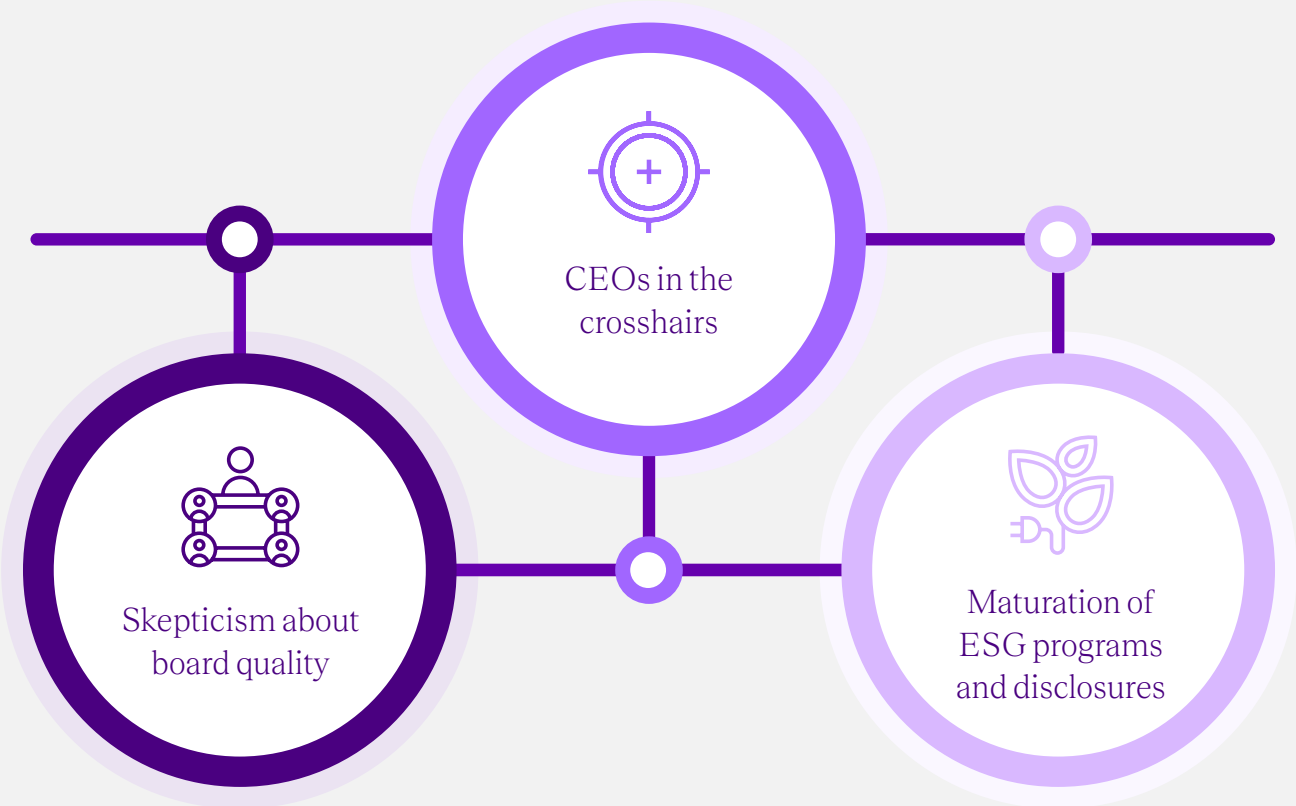 CEOs in the
crosshairs
Skepticism about
board quality
Maturation of
ESG programs
and disclosures